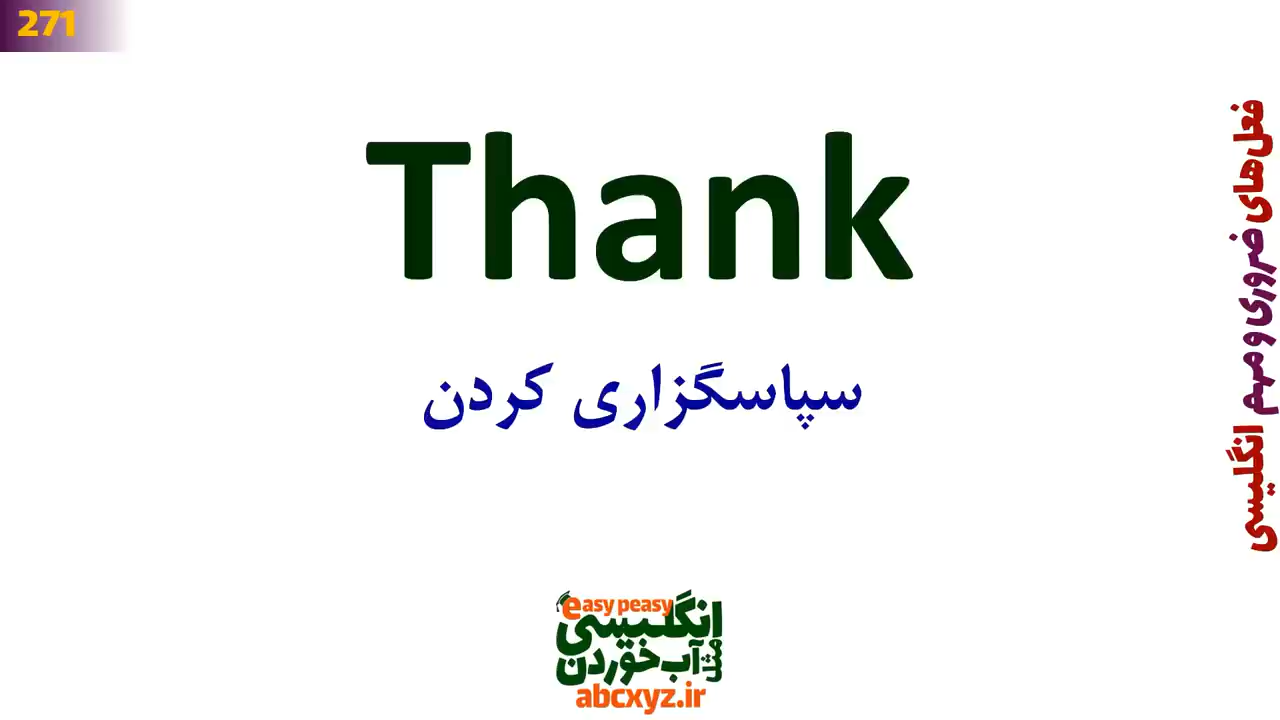 271
Thank
سپاسگزاری کردن
فعل‌های ضروری و مهم انگلیسی
easy peasy
انگلیسی
مثل آب خوردن
abcxyz.ir